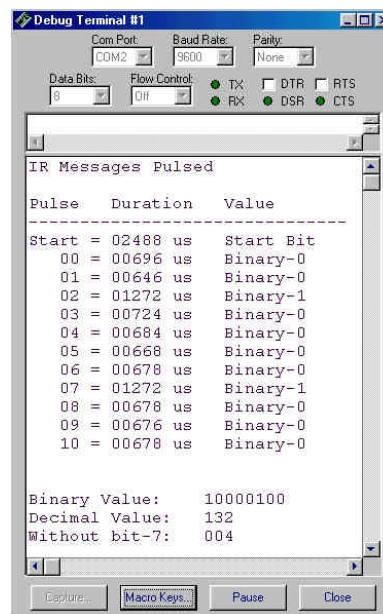 Debug Terminal #1
Com Port: Baud Rate: Parity:
COM2 9600 None
Data Bits: Flow Control: TX DTR RTS
8 Off RX DSR CTS
IR Messages Pulsed
Pulse Duration Value
---------------------------------
Start = 02488 us Start Bit
00 = 00696 us Binary-0
01 = 00646 us Binary-0
02 = 01272 us Binary-1
03 = 00724 us Binary-0
04 = 00684 us Binary-0
05 = 00668 us Binary-0
06 = 00678 us Binary-0
07 = 01272 us Binary-1
08 = 00678 us Binary-0
09 = 00676 us Binary-0
10 = 00678 us Binary-0
Binary Value: 10000100
Decimal Value: 132
Without bit-7: 004
Capture... Macro Keys... Pause Close